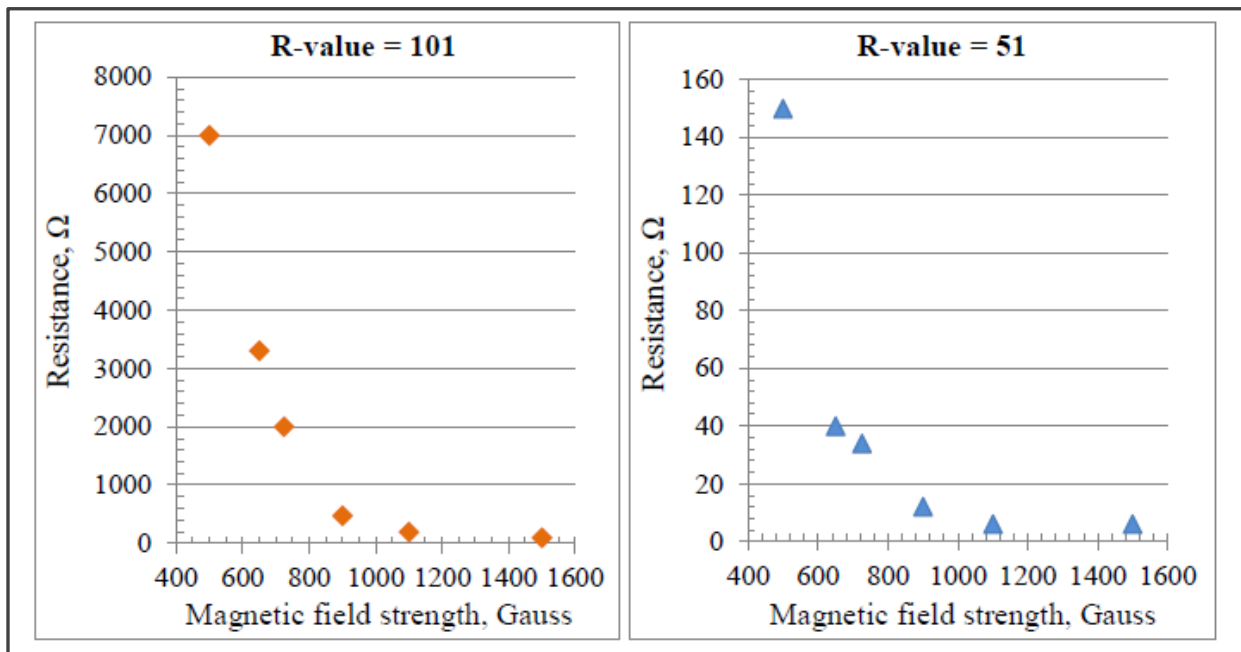 R-value = 101
8000
7000
6000
5000
4000
3000
2000
1000
0
400 600 800 1000 1200 1400 1600
Resistance, Ω
Magnetic field strength, Gauss
R-value = 51
160
140
120
100
80
60
40
20
0
400 600 800 1000 1200 1400 1600
Resistance, Ω
Magnetic field strength, Gauss